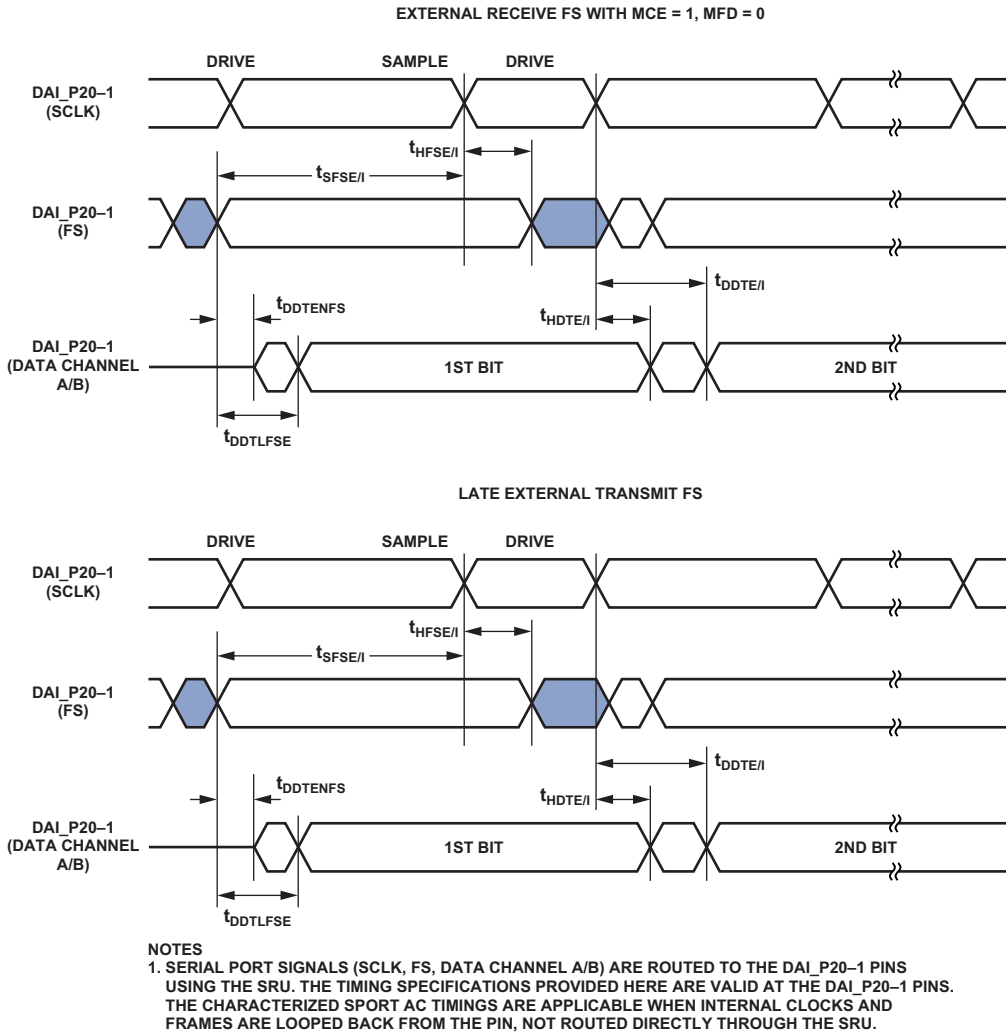 EXTERNAL RECEIVE FS WITH MCE = 1, MFD = 0
DRIVE SAMPLE DRIVE
DAI_P20–1
(SCLK)
tHFSE/I
tSFSE/I
DAI_P20–1
(FS)
tDDTE/I
tDDTENFS
tHDTE/I
DAI_P20–1
(DATA CHANNEL
A/B)
1ST BIT 2ND BIT
tDDTLFSE
LATE EXTERNAL TRANSMIT FS
DRIVE SAMPLE DRIVE
DAI_P20–1
(SCLK)
tHFSE/I
tSFSE/I
DAI_P20–1
(FS)
tDDTE/I
tDDTENFS
tHDTE/I
DAI_P20–1
(DATA CHANNEL
A/B)
1ST BIT 2ND BIT
tDDTLFSE
NOTES
1. SERIAL PORT SIGNALS (SCLK, FS, DATA CHANNEL A/B) ARE ROUTED TO THE DAI_P20–1 PINS
USING THE SRU. THE TIMING SPECIFICATIONS PROVIDED HERE ARE VALID AT THE DAI_P20–1 PINS.
THE CHARACTERIZED SPORT AC TIMINGS ARE APPLICABLE WHEN INTERNAL CLOCKS AND
FRAMES ARE LOOPED BACK FROM THE PIN, NOT ROUTED DIRECTLY THROUGH THE SRU.